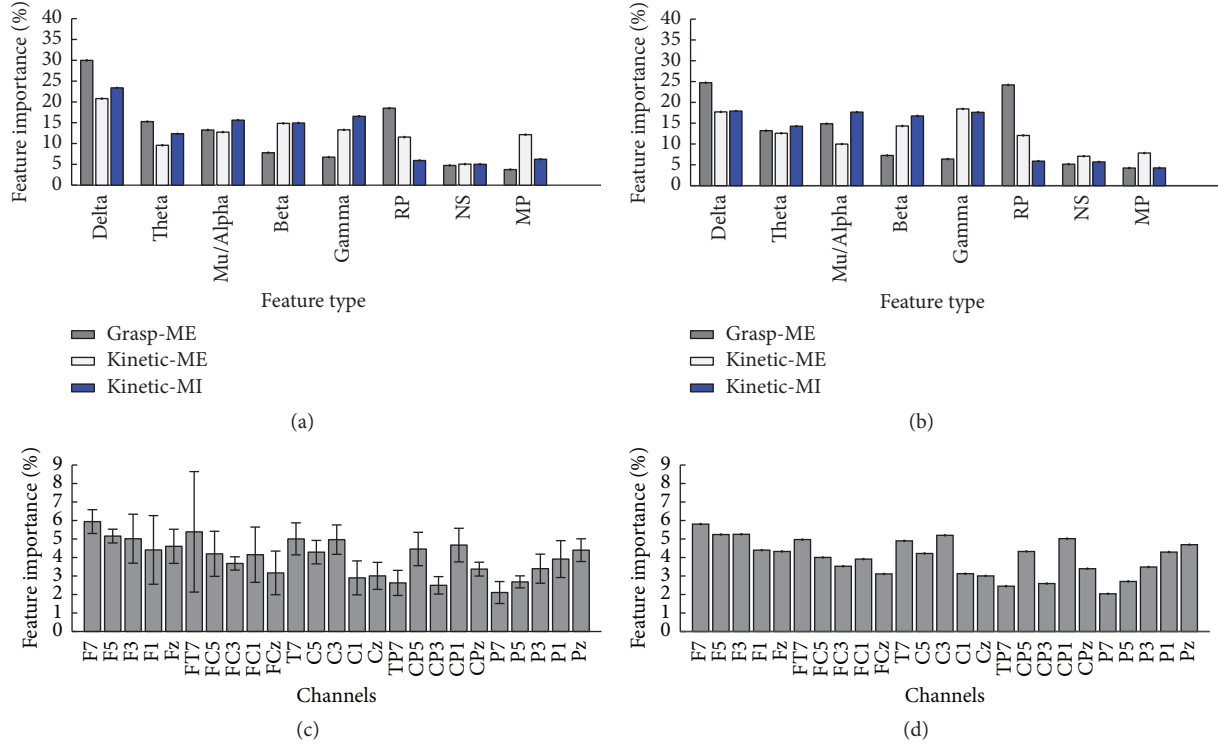 Feature importance (%)
40
35
30
25
20
15
10
5
0
Delta
Theta
Mu/Alpha
Beta
Gamma
RP
NS
MP
Feature type
Grasp-ME
Kinetic-ME
Kinetic-MI
(a)
Feature importance (%)
40
35
30
25
20
15
10
5
0
Delta
Theta
Mu/Alpha
Beta
Gamma
RP
NS
MP
Feature type
Grasp-ME
Kinetic-ME
Kinetic-MI
(b)
Feature importance (%)
9
8
7
6
5
4
3
2
1
0
F7
F5
F3
F1
Fz
FT7
FC5
FC3
FC1
FCz
T7
C5
C3
C1
Cz
TP7
CP5
CP3
CP1
CPz
P7
P5
P3
P1
Pz
Channels
(c)
Feature importance (%)
9
8
7
6
5
4
3
2
1
0
F7
F5
F3
F1
Fz
FT7
FC5
FC3
FC1
FCz
T7
C5
C3
C1
Cz
TP7
CP5
CP3
CP1
CPz
P7
P5
P3
P1
Pz
Channels
(d)